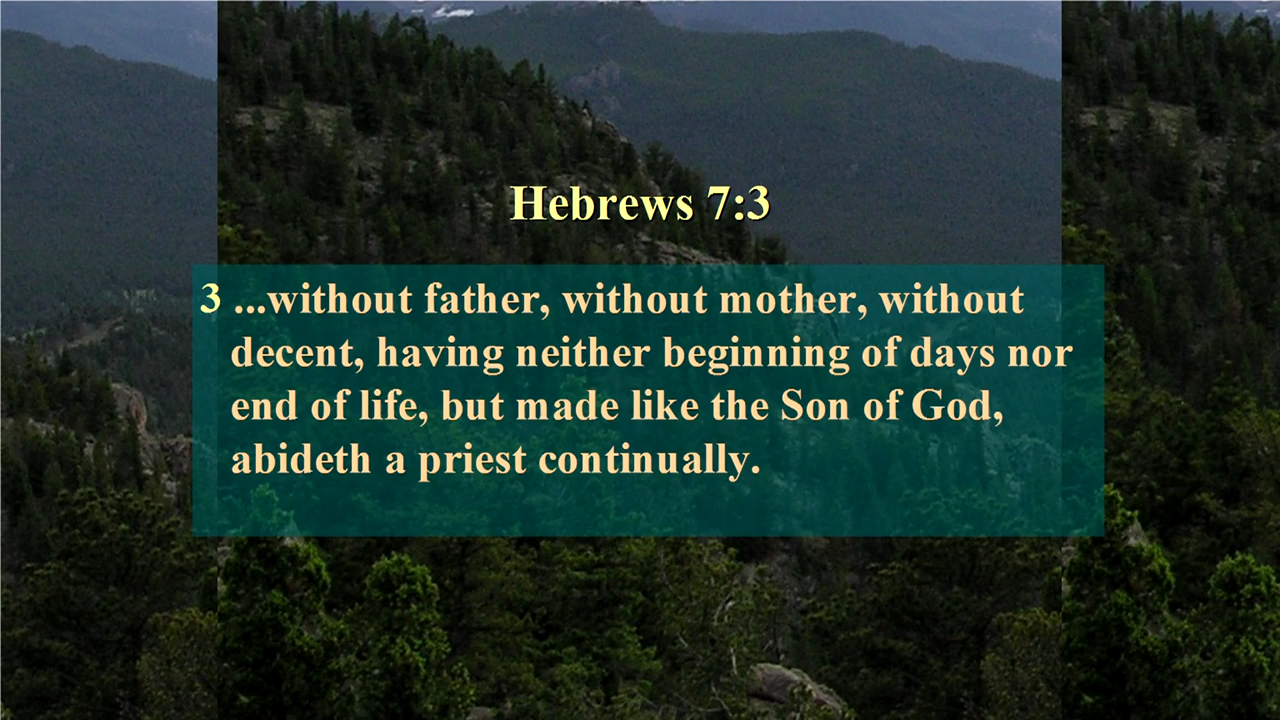 Hebrews 7:3
3 ...without father, without mother, without
decent, having neither beginning of days nor
end of life, but made like the Son of God,
abideth a priest continually.